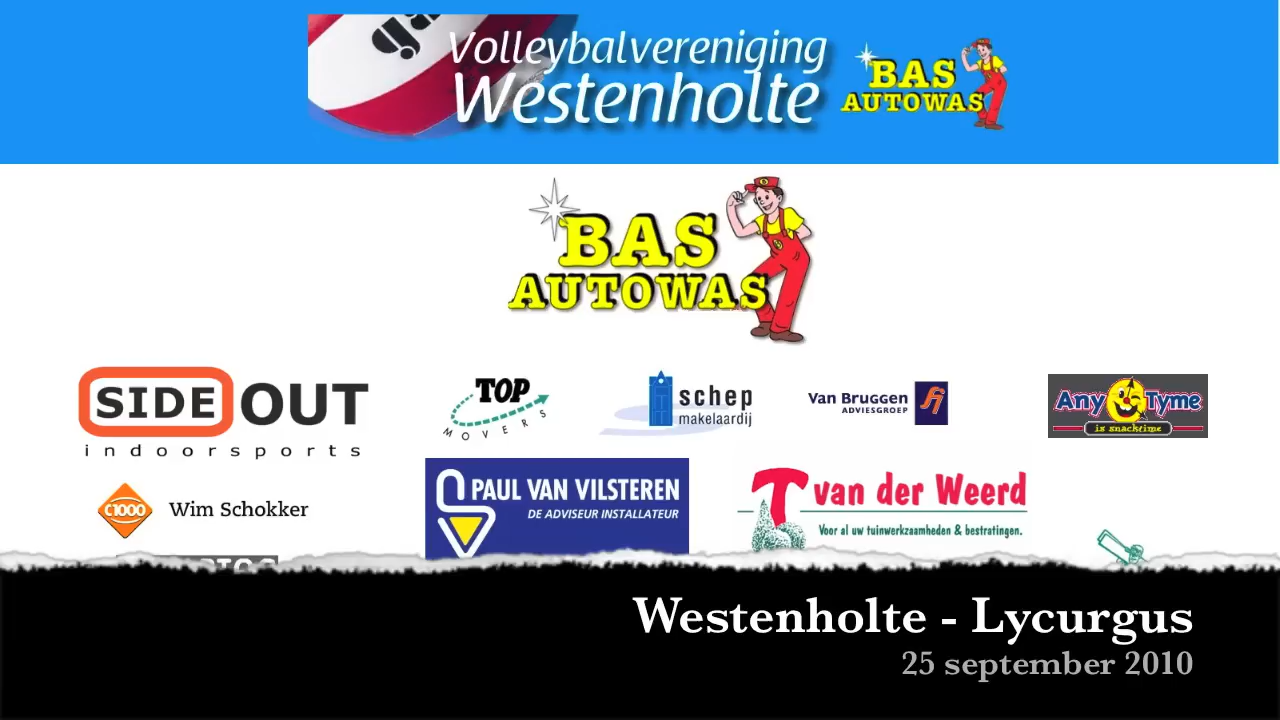 Volleybalvereniging
Westenholte
BAS
AUTOWAS
BAS
AUTOWAS
SIDE OUT
indoorsports
TOP
MOVERS
schep
makelaardij
Van Bruggen
ADVIESGROEP
Any Tyme
is snacktime
C1000
Wim Schokker
PAUL VAN VILSTEREN
DE ADVISEUR INSTALLATEUR
T van der Weerd
Voor al uw tuinwerkzaamheden & bestratingen.
Westenholte - Lycurgus
25 september 2010